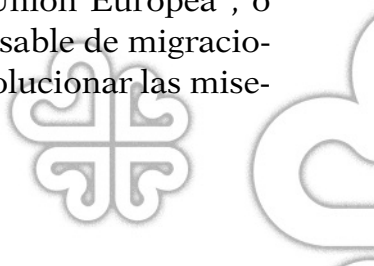 Unión Europea", o
sable de migracio-
olucionar las mise-